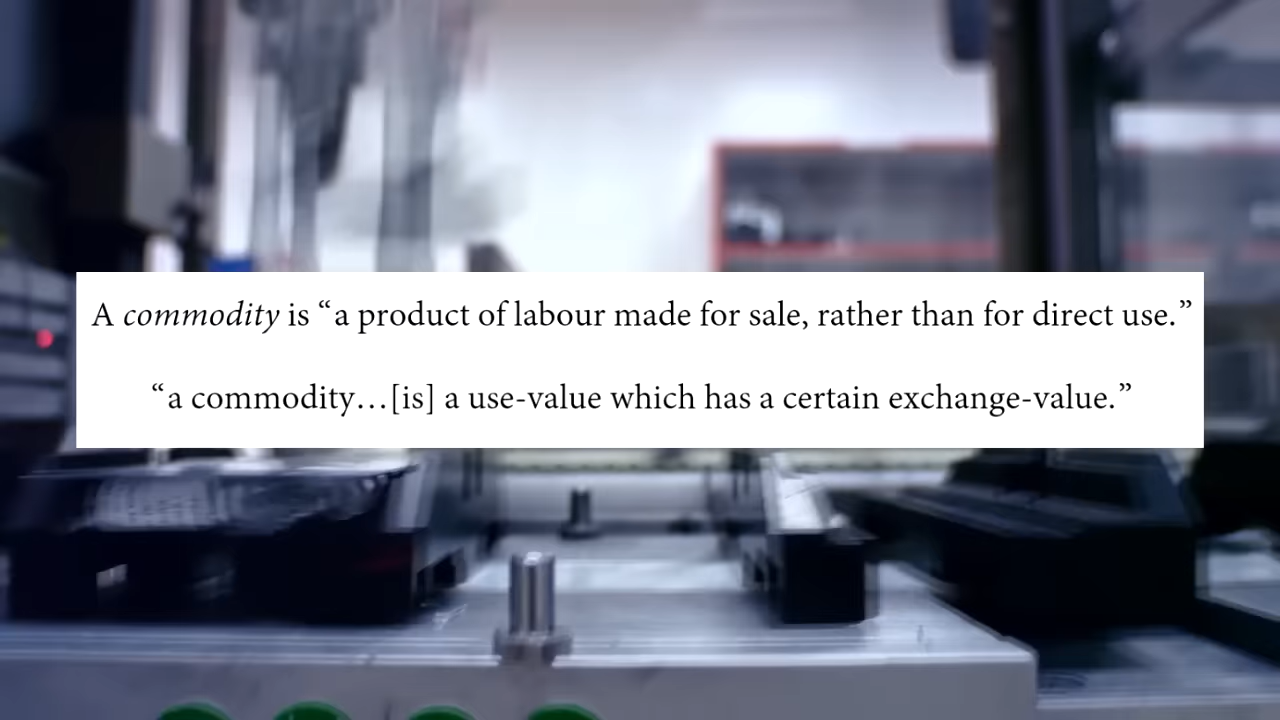 A commodity is “a product of labour made for sale, rather than for direct use.”
“a commodity…[is] a use-value which has a certain exchange-value.”